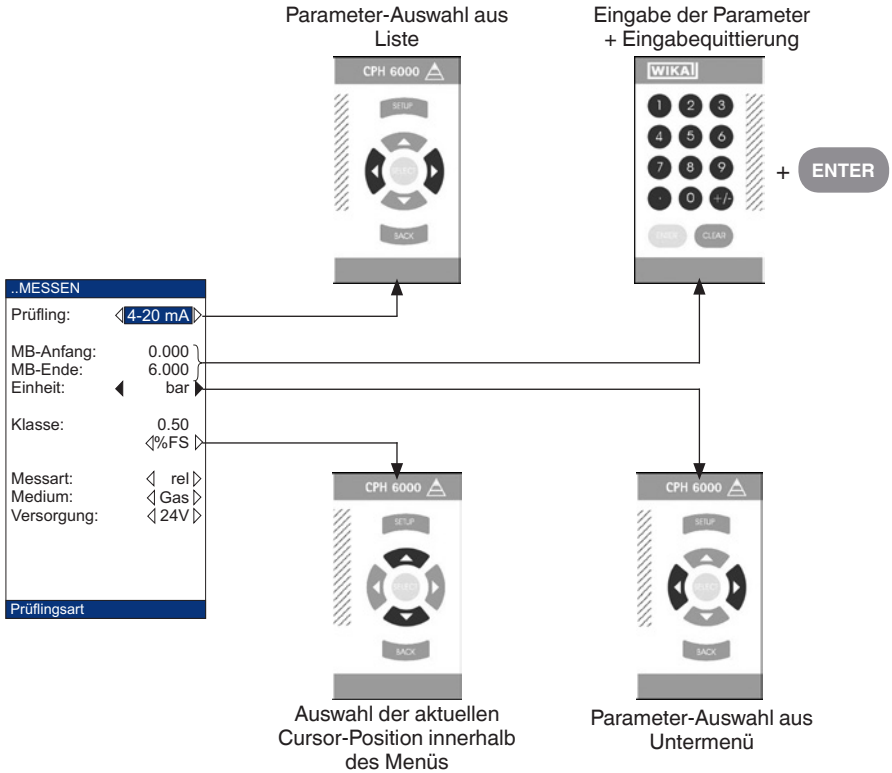 Parameter-Auswahl aus
Liste
Eingabe der Parameter
+ Eingabequittierung
CPH 6000
SETUP
SELECT
BACK
WIKA
1 2 3
4 5 6
7 8 9
· 0 +/-
ENTER CLEAR
+ ENTER
..MESSEN
Prüfling: 4-20 mA
MB-Anfang: 0.000
MB-Ende: 6.000
Einheit: bar
Klasse: 0.50
%FS
Messart: rel
Medium: Gas
Versorgung: 24V
Prüflingsart
CPH 6000
SETUP
SELECT
BACK
Auswahl der aktuellen
Cursor-Position innerhalb
des Menüs
CPH 6000
SETUP
SELECT
BACK
Parameter-Auswahl aus
Untermenü